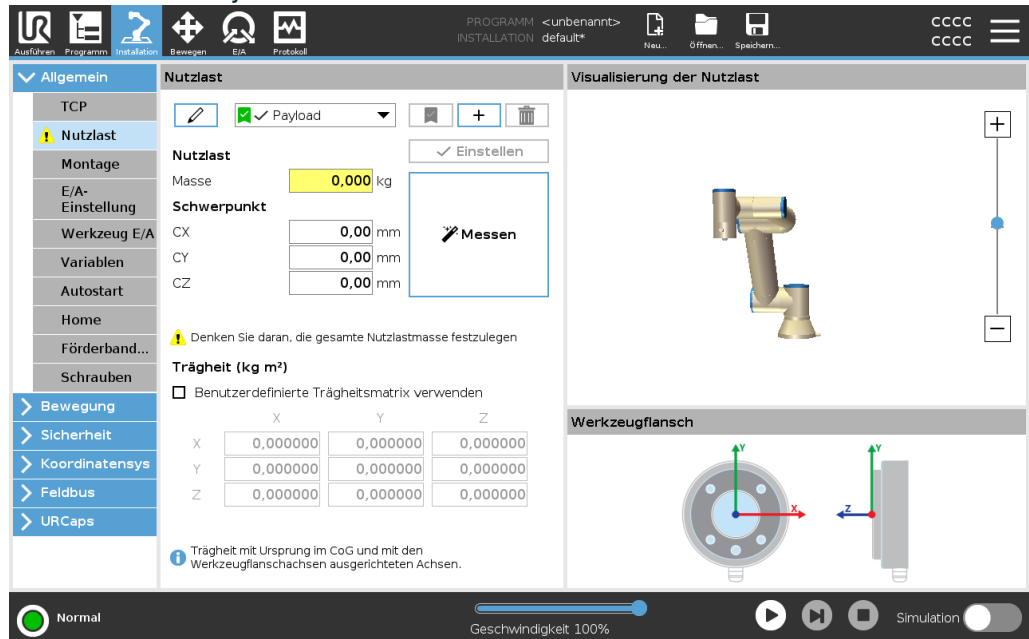 Ausführen
Programm
Installation
Bewegen
E/A
Protokoll
PROGRAMM <unbenannt>
INSTALLATION default*
Neu...
Öffnen...
Speichern...
cccc
cccc
Allgemein
TCP
Nutzlast
Montage
E/A-
Einstellung
Werkzeug E/A
Variablen
Autostart
Home
Förderband...
Schrauben
Bewegung
Sicherheit
Koordinatensys
Feldbus
URCaps
Nutzlast
Payload
Nutzlast
Einstellen
Masse 0,000 kg
Schwerpunkt
CX 0,00 mm
CY 0,00 mm
CZ 0,00 mm
Messen
Denken Sie daran, die gesamte Nutzlastmasse festzulegen
Trägheit (kg m²)
Benutzerdefinierte Trägheitsmatrix verwenden
X Y Z
X 0,000000 0,000000 0,000000
Y 0,000000 0,000000 0,000000
Z 0,000000 0,000000 0,000000
Trägheit mit Ursprung im CoG und mit den
Werkzeugflanschachsen ausgerichteten Achsen.
Visualisierung der Nutzlast
Werkzeugflansch
Y
X
Y
Z
Normal
Geschwindigkeit 100%
Simulation